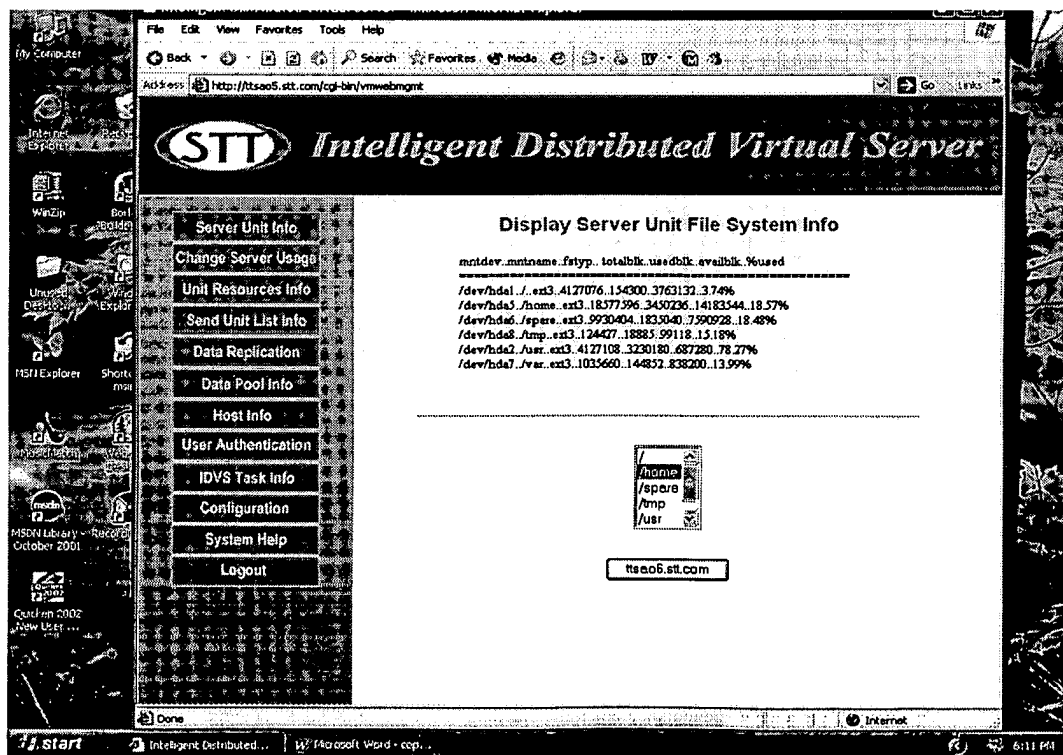 My Computer
File Edit View Favorites Tools Help
Back Search Favorites Media
Address http://ttsao5.stt.com/cgi-bin/vmwebmgmt Go Links
STT Intelligent Distributed Virtual Server
Internet Explorer
WinZip
MSN Explorer
MSDN Library - October 2001
Quicken 2002 New User ...
Server Unit Info
Change Server Usage
Unit Resources Info
Send Unit List Info
Data Replication
Data Pool Info
Host Info
User Authentication
IDVS Task Info
Configuration
System Help
Logout
Display Server Unit File System Info
mntdev..mntname..fstyp.. totalblk..usedblk..availblk..%used
/dev/hda1../..ext3..4127076..154300..3763132..3.74%
/dev/hda5../home..ext3..18577596..3450236..14183544..18.57%
/dev/hda6../spare..ext3..9930404..1835040..7590928..18.48%
/dev/hda8../tmp..ext3..124427..18885..99118..15.18%
/dev/hda2../usr..ext3..4127108..3230180..687280..78.27%
/dev/hda7../var..ext3..1035660..144852..838200..13.99%
/
/home
/spare
/tmp
/usr
ttsao6.stt.com
Done Internet
start Intelligent Distributed... Microsoft Word - cop... 6:11 PM